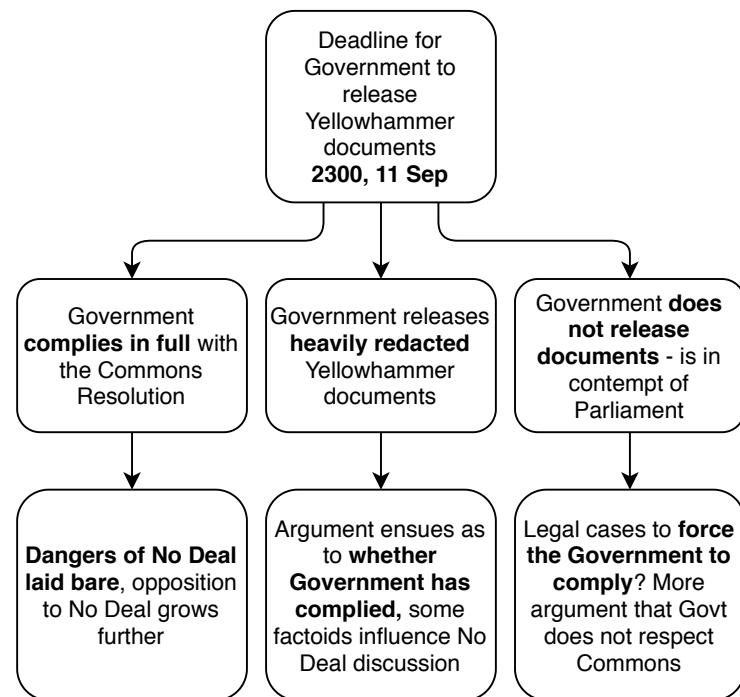 Deadline for
Government to
release
Yellowhammer
documents
2300, 11 Sep
Government
complies in full with
the Commons
Resolution
Government releases
heavily redacted
Yellowhammer
documents
Government does
not release
documents - is in
contempt of
Parliament
Dangers of No Deal
laid bare, opposition
to No Deal grows
further
Argument ensues as
to whether
Government has
complied, some
factoids influence No
Deal discussion
Legal cases to force
the Government to
comply? More
argument that Govt
does not respect
Commons